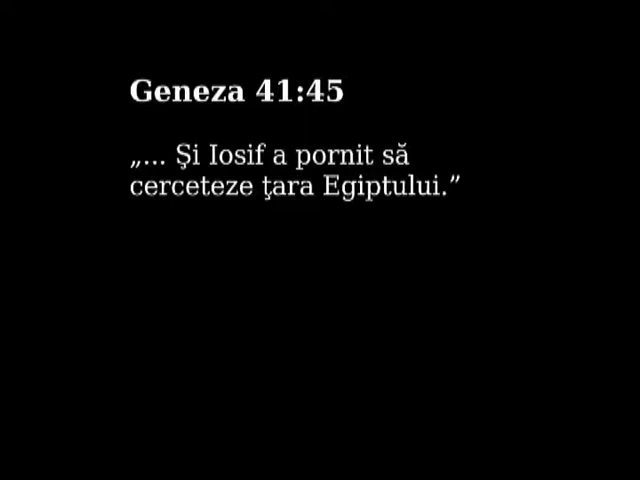 Geneza 41:45
„... Şi Iosif a pornit să
cerceteze ţara Egiptului.”